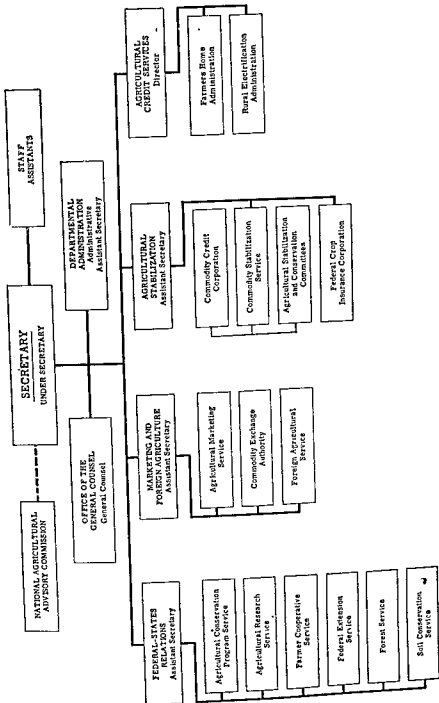 NATIONAL AGRICULTURAL
ADVISORY COMMISSION
SECRETARY
UNDER SECRETARY
STAFF
ASSISTANTS
OFFICE OF THE
GENERAL COUNSEL
General Counsel
DEPARTMENTAL
ADMINISTRATION
Administrative
Assistant Secretary
FEDERAL-STATES
RELATIONS
Assistant Secretary
Agricultural Conservation
Program Service
Agricultural Research
Service
Farmer Cooperative
Service
Federal Extension
Service
Forest Service
Soil Conservation
Service
MARKETING AND
FOREIGN AGRICULTURE
Assistant Secretary
Agricultural Marketing
Service
Commodity Exchange
Authority
Foreign Agricultural
Service
AGRICULTURAL
STABILIZATION
Assistant Secretary
Commodity Credit
Corporation
Commodity Stabilization
Service
Agricultural Stabilization
and Conservation
Committees
Federal Crop
Insurance Corporation
AGRICULTURAL
CREDIT SERVICES
Director
Farmers Home
Administration
Rural Electrification
Administration